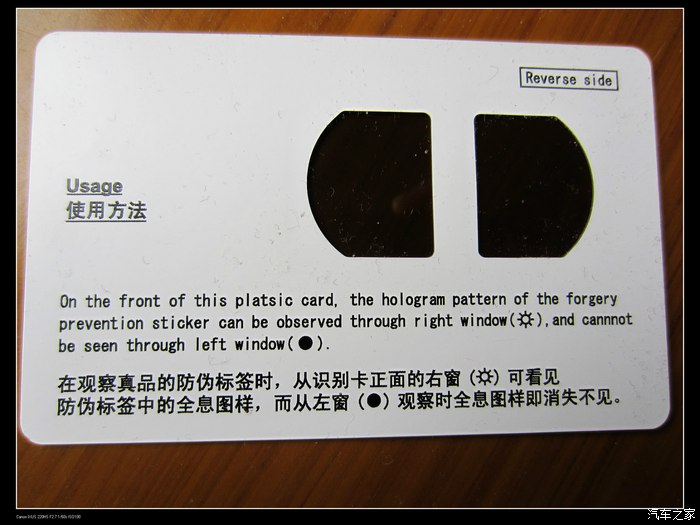 Reverse side
Usage
使用方法
On the front of this platsic card, the hologram pattern of the forgery
prevention sticker can be observed through right window(☼),and cannnot
be seen through left window(●).
在观察真品的防伪标签时，从识别卡正面的右窗(☼)可看见
防伪标签中的全息图样，而从左窗(●)观察时全息图样即消失不见。
汽车之家